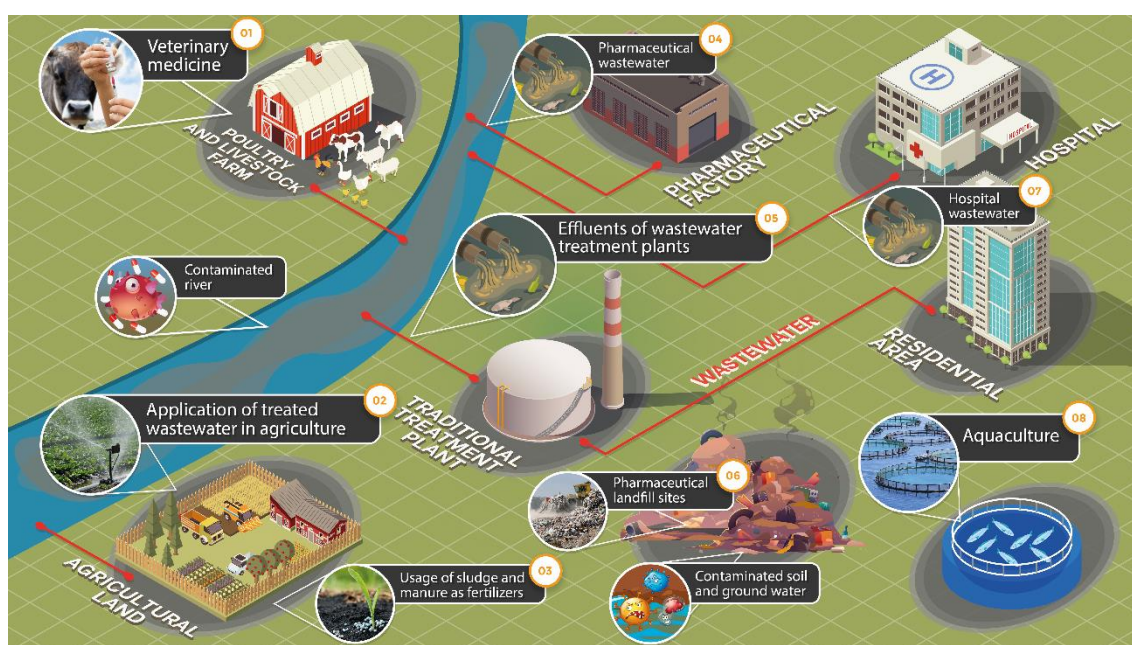 01
Veterinary
medicine
POULTRY
AND LIVESTOCK
FARM
04
Pharmaceutical
wastewater
PHARMACEUTICAL
FACTORY
H
HOSPITAL
HOSPITAL
07
Hospital
wastewater
05
Effluents of wastewater
treatment plants
Contaminated
river
RESIDENTIAL
AREA
WASTEWATER
TRADITIONAL
TREATMENT
PLANT
02
Application of treated
wastewater in agriculture
AGRICULTURAL
LAND
03
Usage of sludge and
manure as fertilizers
06
Pharmaceutical
landfill sites
Contaminated soil
and ground water
08
Aquaculture